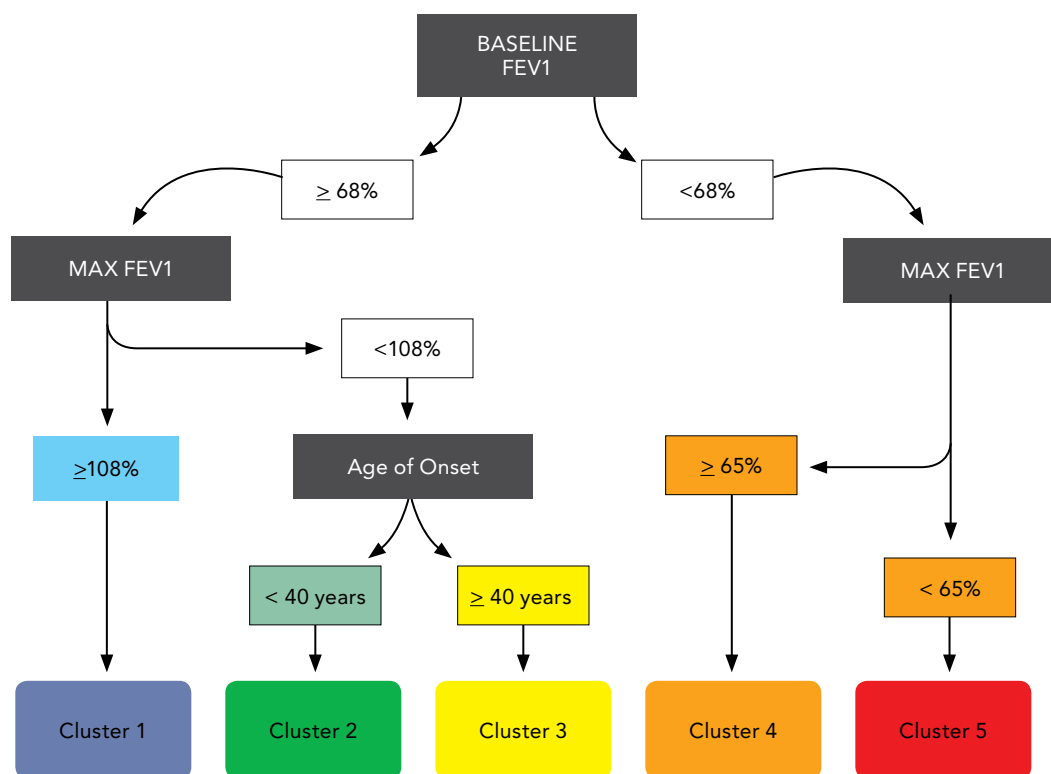 BASELINE
FEV1
≥ 68%
<68%
MAX FEV1
MAX FEV1
<108%
≥108%
Age of Onset
≥ 65%
< 40 years
≥ 40 years
< 65%
Cluster 1
Cluster 2
Cluster 3
Cluster 4
Cluster 5